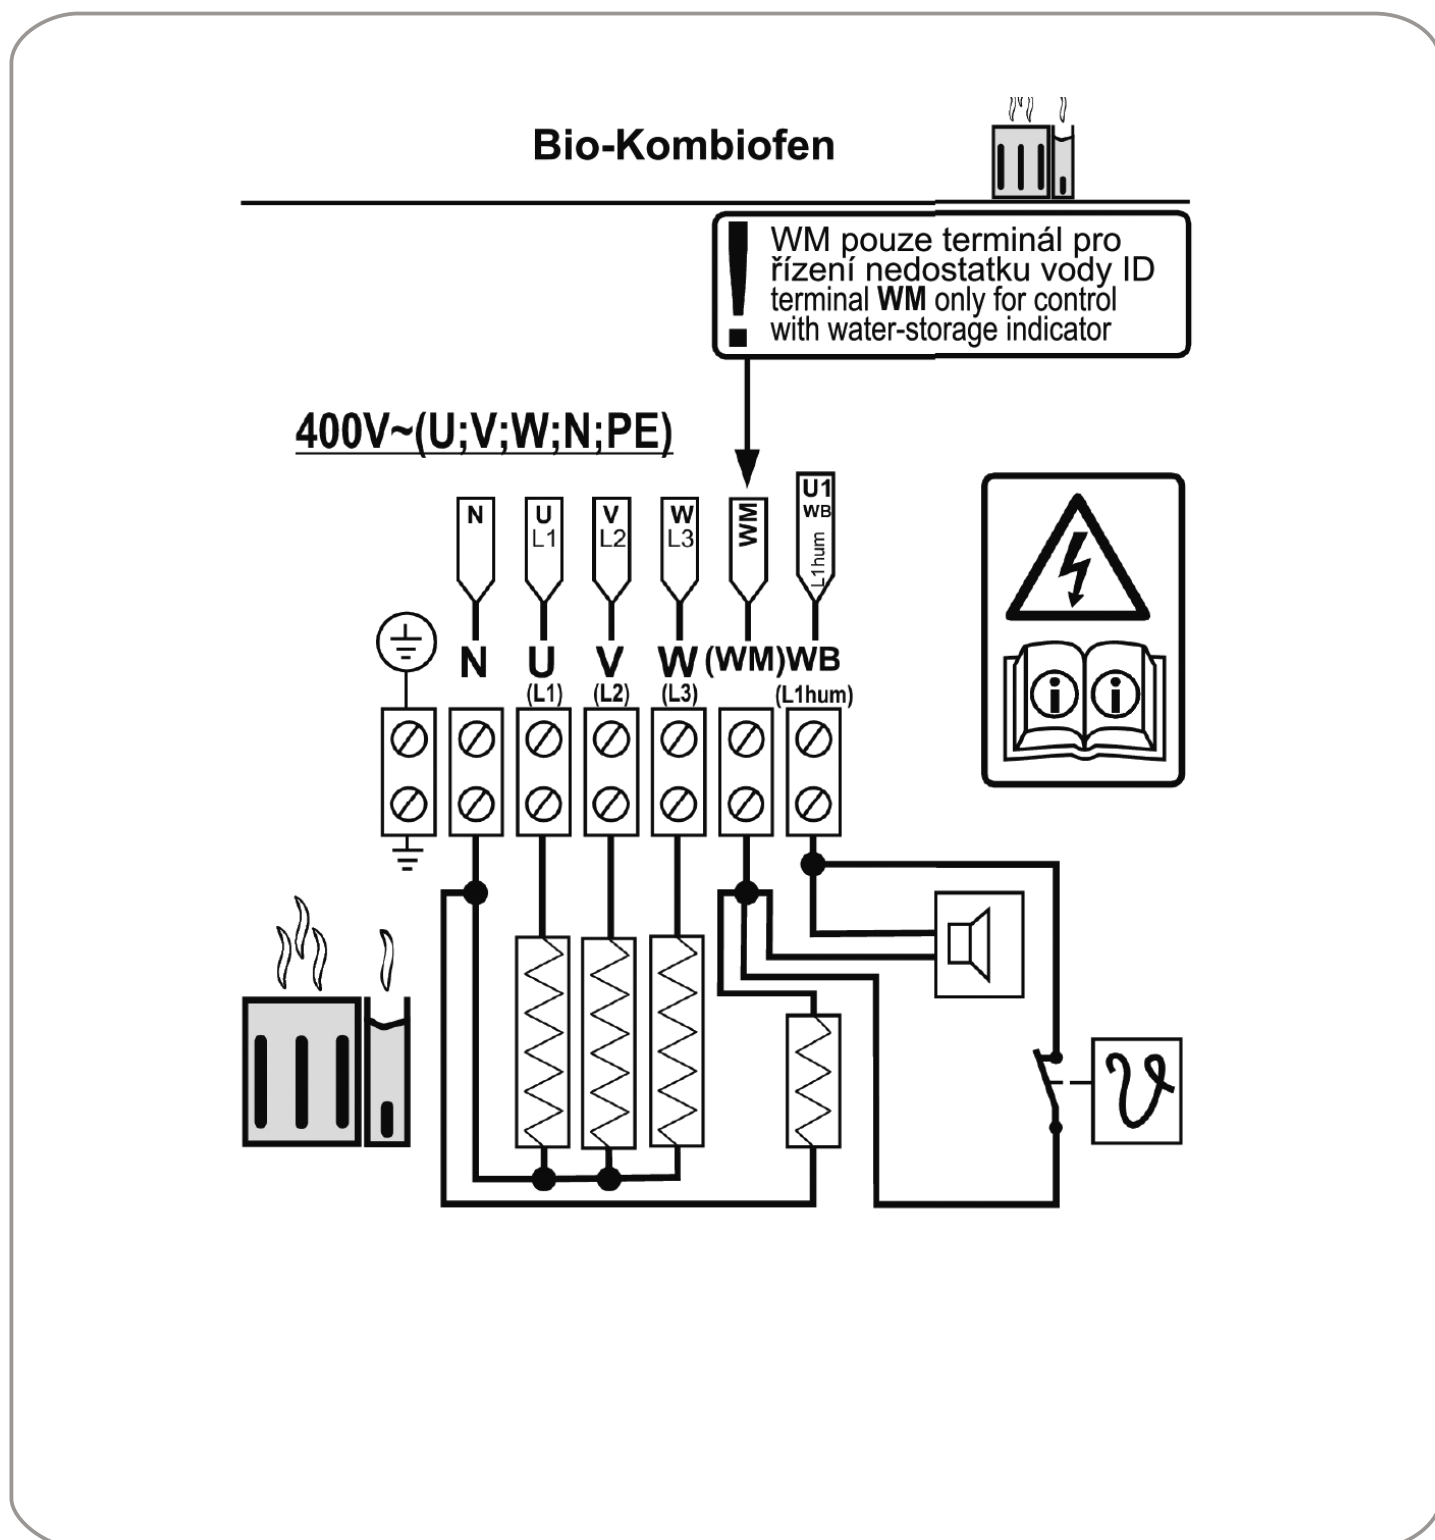 Bio-Kombiofen
WM pouze terminál pro
řízení nedostatku vody ID
terminal WM only for control
with water-storage indicator
400V~(U;V;W;N;PE)
N
U
L1
V
L2
W
L3
WM
U1
WB
L1hum
N U V W (WM) WB
(L1) (L2) (L3) (L1hum)
i i
ϑ